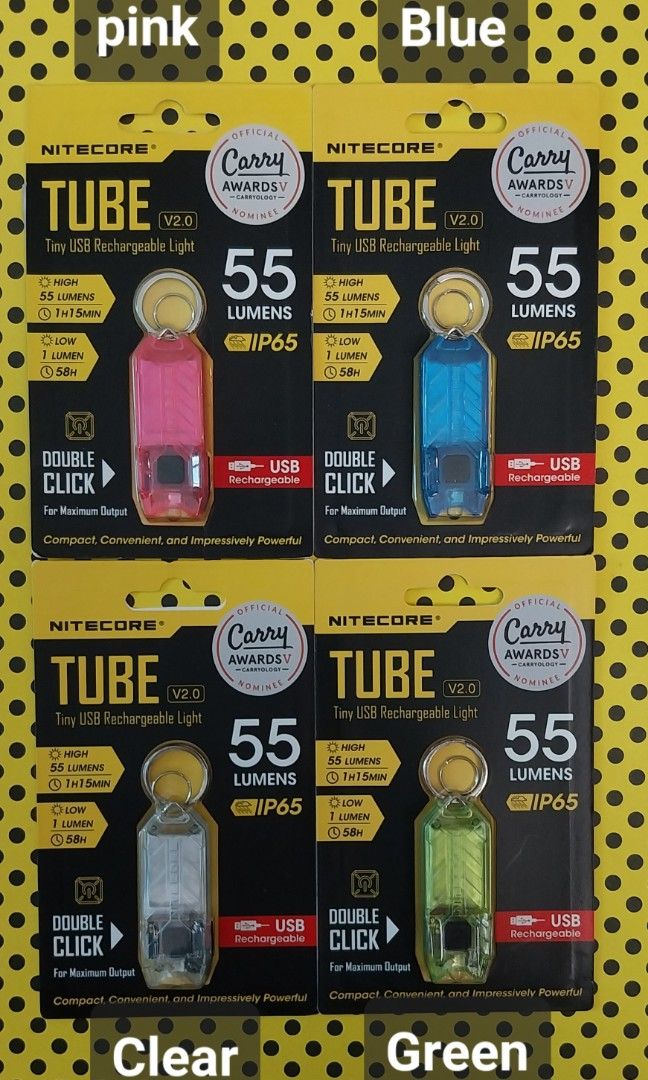 pink
Blue
NITECORE®
OFFICIAL
Carry
AWARDS V
CARRYOLOGY
NOMINEE
TUBE V2.0
Tiny USB Rechargeable Light
55
LUMENS
HIGH
55 LUMENS
1H15MIN
IP65
LOW
1 LUMEN
58H
DOUBLE
CLICK
For Maximum Output
USB
Rechargeable
Compact, Convenient, and Impressively Powerful
NITECORE®
OFFICIAL
Carry
AWARDS V
CARRYOLOGY
NOMINEE
TUBE V2.0
Tiny USB Rechargeable Light
55
LUMENS
HIGH
55 LUMENS
1H15MIN
IP65
LOW
1 LUMEN
58H
DOUBLE
CLICK
For Maximum Output
USB
Rechargeable
Compact, Convenient, and Impressively Powerful
NITECORE®
OFFICIAL
Carry
AWARDS V
CARRYOLOGY
NOMINEE
TUBE V2.0
Tiny USB Rechargeable Light
55
LUMENS
HIGH
55 LUMENS
1H15MIN
IP65
LOW
1 LUMEN
58H
DOUBLE
CLICK
For Maximum Output
USB
Rechargeable
Compact, Convenient, and Impressively Powerful
NITECORE®
OFFICIAL
Carry
AWARDS V
CARRYOLOGY
NOMINEE
TUBE V2.0
Tiny USB Rechargeable Light
55
LUMENS
HIGH
55 LUMENS
1H15MIN
IP65
LOW
1 LUMEN
58H
DOUBLE
CLICK
For Maximum Output
USB
Rechargeable
Compact, Convenient, and Impressively Powerful
Clear
Green